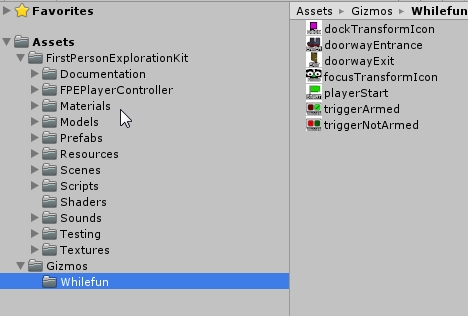 Favorites
Assets
FirstPersonExplorationKit
Documentation
FPEPlayerController
Materials
Models
Prefabs
Resources
Scenes
Scripts
Shaders
Sounds
Testing
Textures
Gizmos
Whilefun
Assets ▸ Gizmos ▸ Whilefun
dockTransformIcon
doorwayEntrance
doorwayExit
focusTransformIcon
playerStart
triggerArmed
triggerNotArmed